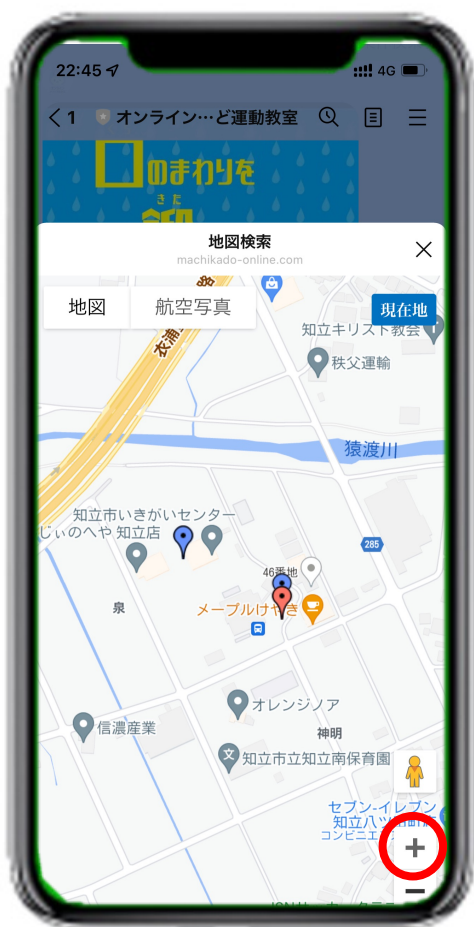 22:45
4G
1
オンライン…ど運動教室
のまわりを
きた
地図検索
machikado-online.com
地図
航空写真
現在地
衣浦
路
知立キリスト教会
秩父運輸
猿渡川
知立市いきがいセンター
じぃのへや 知立店
285
46番地
メープルけやき
泉
オレンジノア
信濃産業
神明
文
知立市立知立南保育園
セブン-イレブン
コンビニエ
+